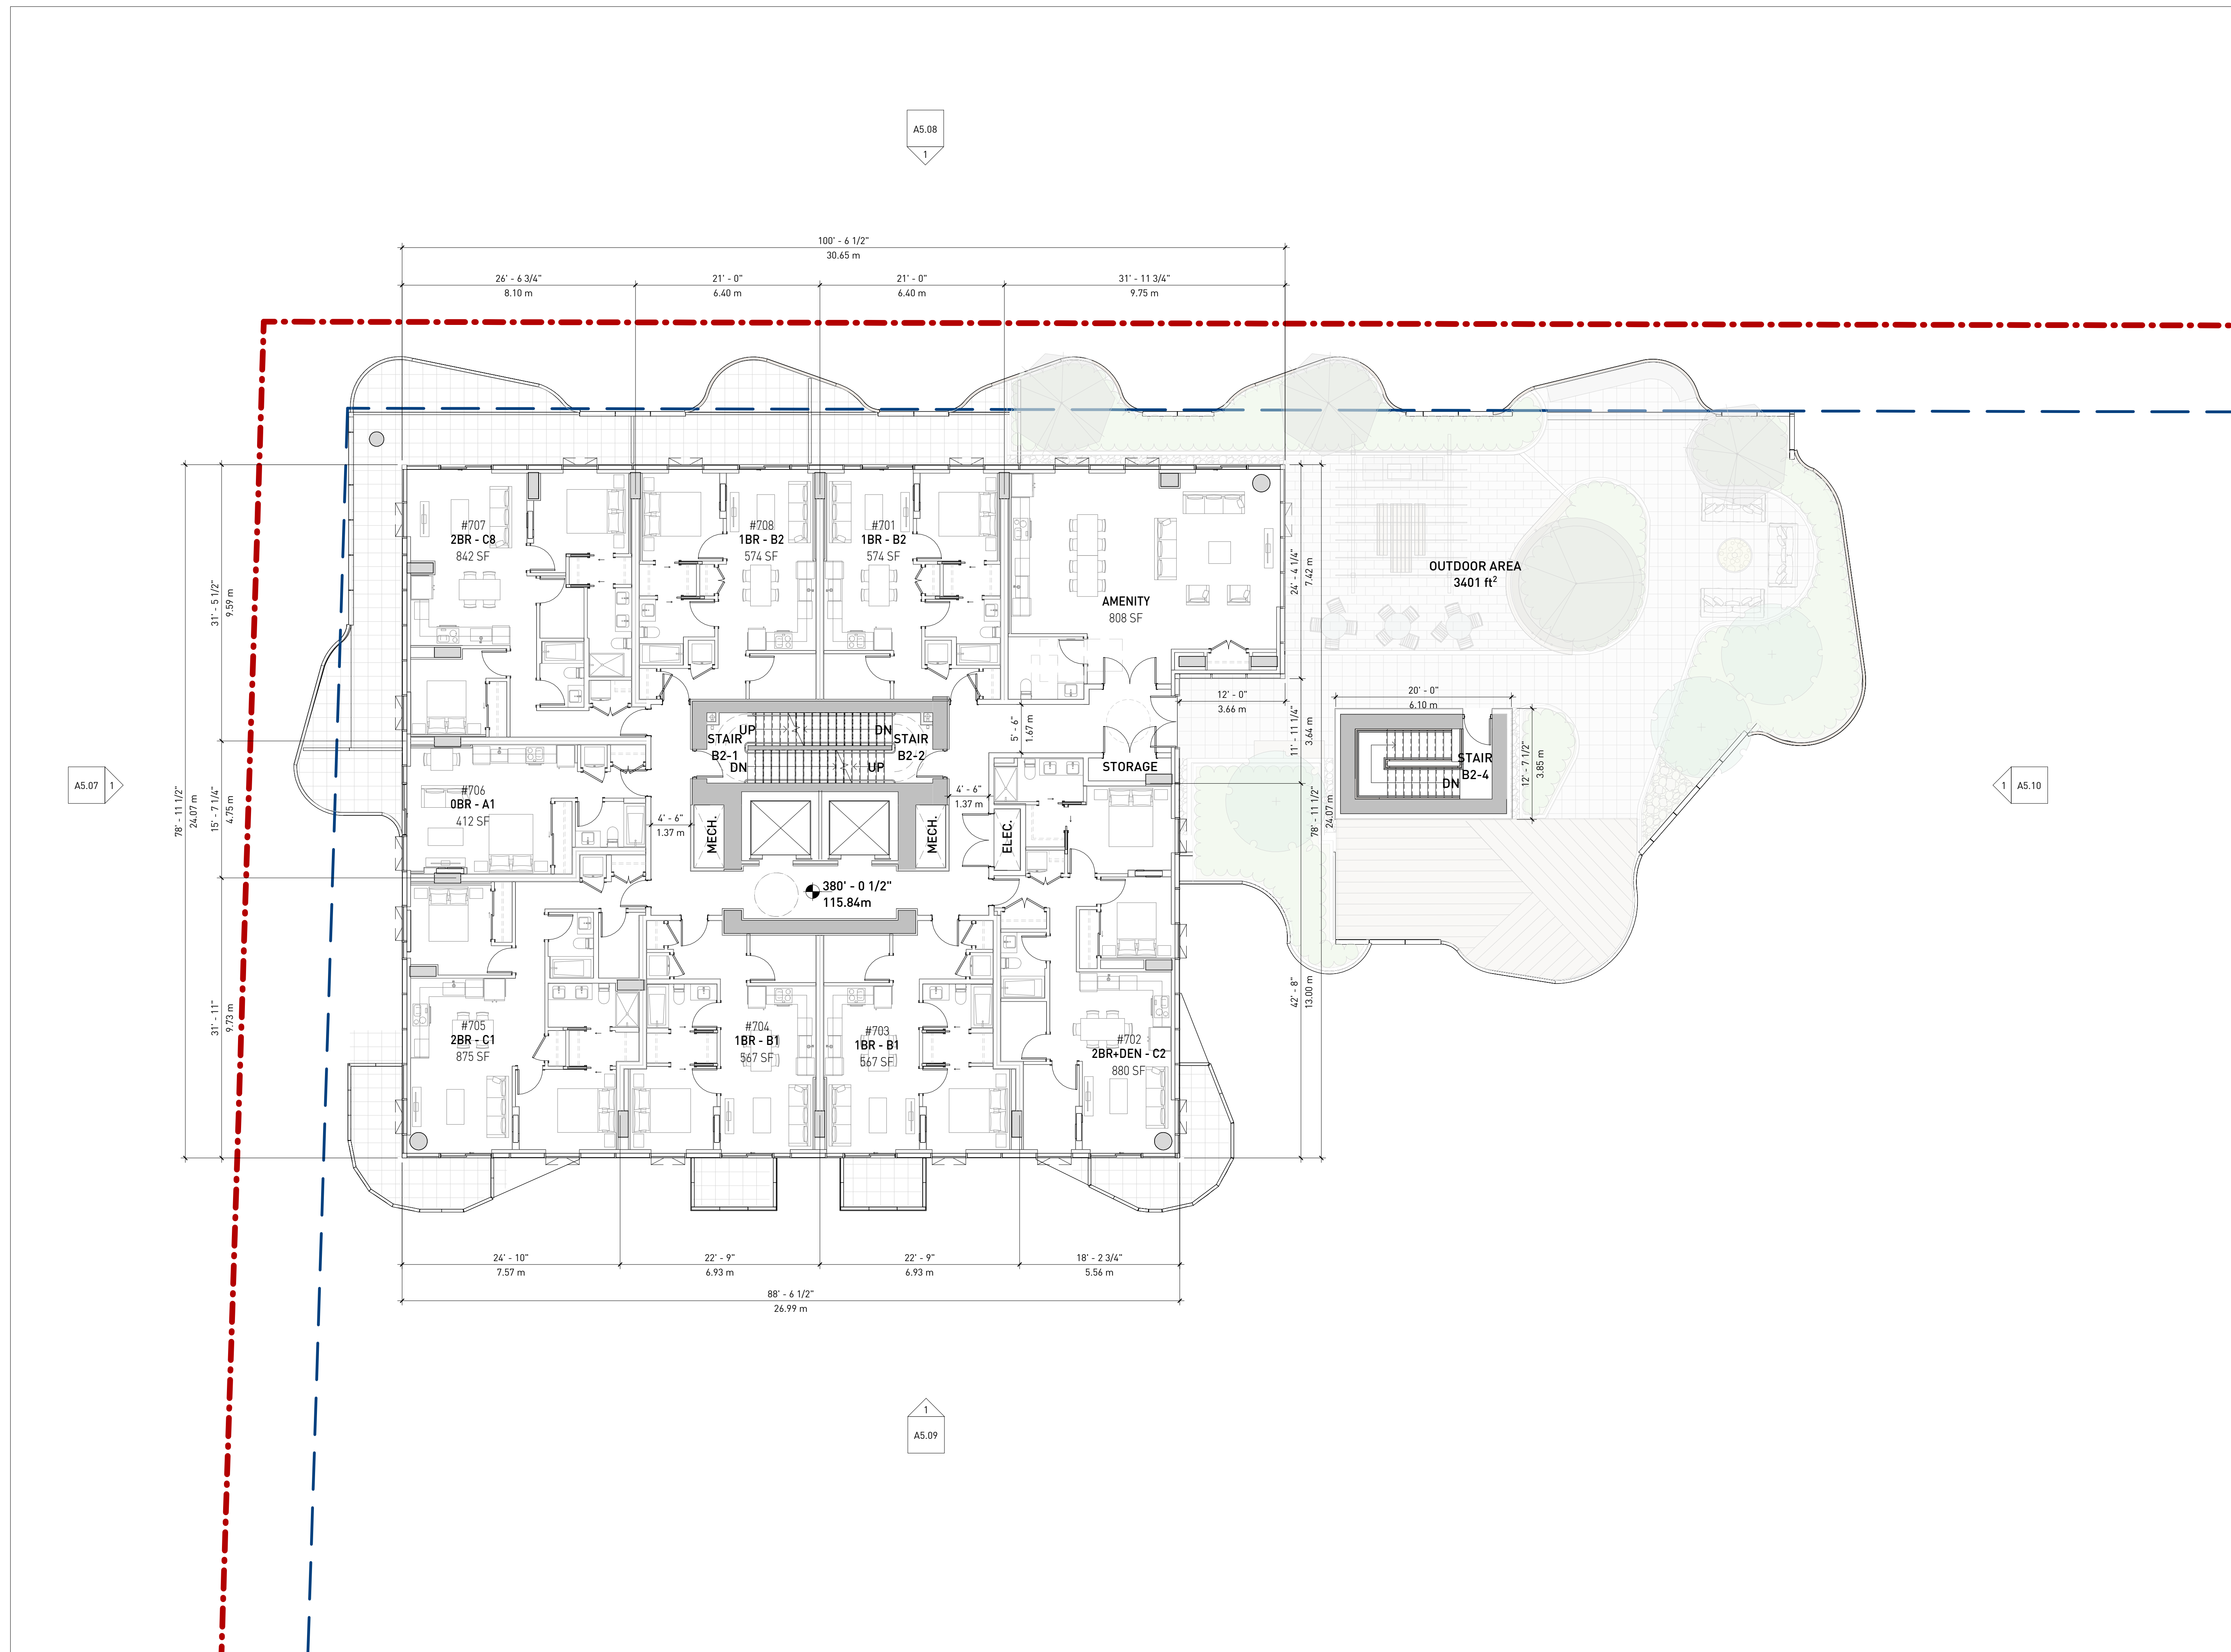 A5.08
1
100' - 6 1/2"
30.65 m
26' - 6 3/4"
8.10 m
21' - 0"
6.40 m
21' - 0"
6.40 m
31' - 11 3/4"
9.75 m
#707
2BR - C8
842 SF
#708
1BR - B2
574 SF
#701
1BR - B2
574 SF
AMENITY
808 SF
OUTDOOR AREA
3401 ft²
24' - 4 1/4"
7.42 m
31' - 5 1/2"
9.59 m
12' - 0"
3.66 m
20' - 0"
6.10 m
5' - 6"
1.67 m
11' - 11 1/4"
3.64 m
UP
STAIR
B2-1
DN
DN
STAIR
B2-2
UP
STORAGE
STAIR
B2-4
DN
12' - 7 1/2"
3.85 m
A5.07
1
1
A5.10
78' - 11 1/2"
24.07 m
15' - 7 1/4"
4.75 m
#706
0BR - A1
412 SF
4' - 6"
1.37 m
4' - 6"
1.37 m
MECH.
MECH.
ELEC.
78' - 11 1/2"
24.07 m
380' - 0 1/2"
115.84m
42' - 8"
13.00 m
31' - 11"
9.73 m
#705
2BR - C1
875 SF
#704
1BR - B1
567 SF
#703
1BR - B1
567 SF
#702
2BR+DEN - C2
880 SF
24' - 10"
7.57 m
22' - 9"
6.93 m
22' - 9"
6.93 m
18' - 2 3/4"
5.56 m
88' - 6 1/2"
26.99 m
1
A5.09